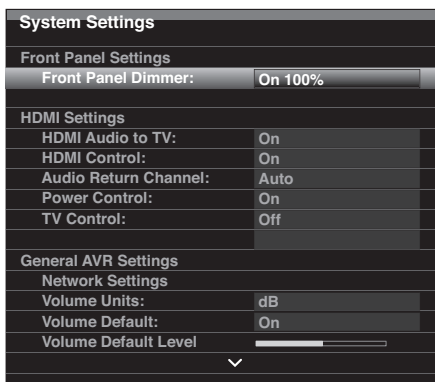 System Settings
Front Panel Settings
Front Panel Dimmer: On 100%
HDMI Settings
HDMI Audio to TV: On
HDMI Control: On
Audio Return Channel: Auto
Power Control: On
TV Control: Off
General AVR Settings
Network Settings
Volume Units: dB
Volume Default: On
Volume Default Level